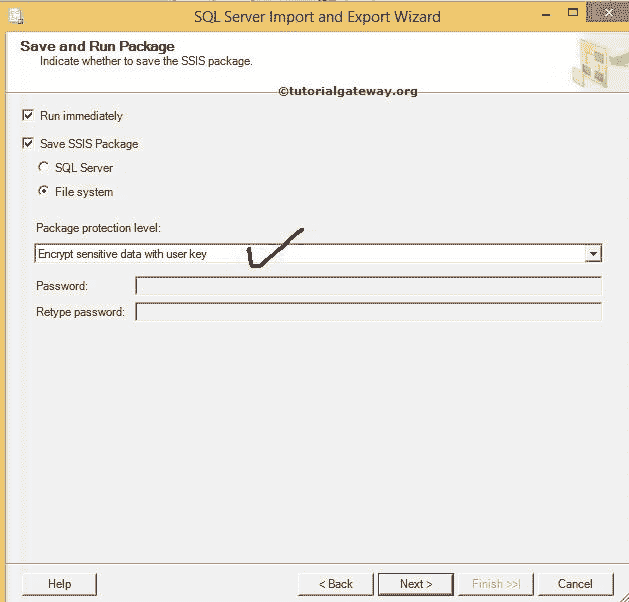 SQL Server Import and Export Wizard
Save and Run Package
Indicate whether to save the SSIS package.
©tutorialgateway.org
Run immediately
Save SSIS Package
SQL Server
File system
Package protection level:
Encrypt sensitive data with user key
Password:
Retype password:
Help
< Back
Next >
Finish >>|
Cancel